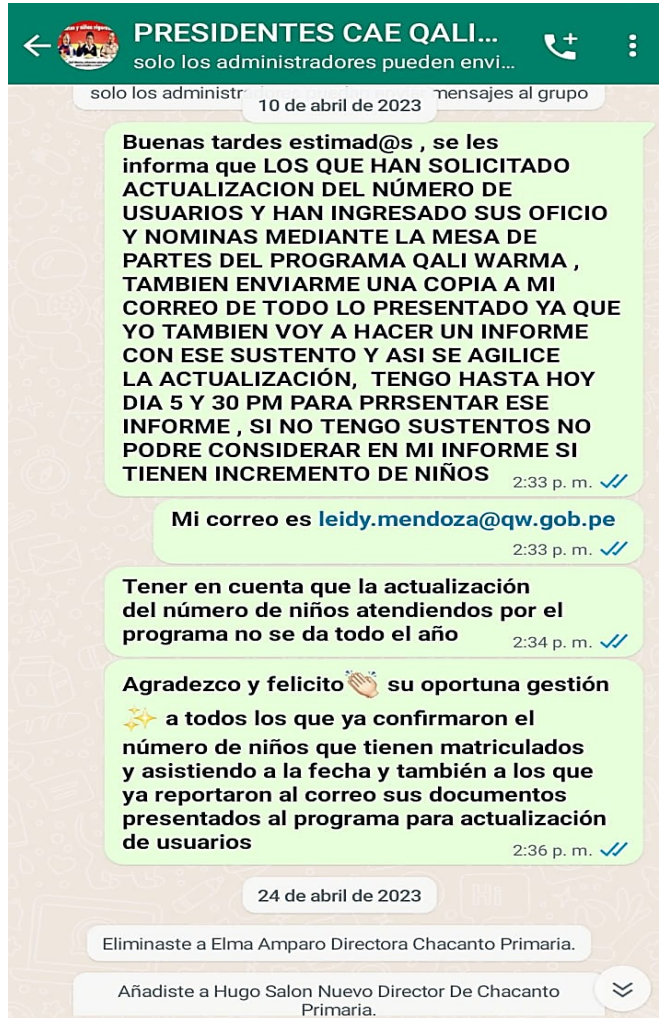 PRESIDENTES CAE QALI...
solo los administradores pueden envi...
solo los administr
mensajes al grupo
10 de abril de 2023
Buenas tardes estimad@s , se les
informa que LOS QUE HAN SOLICITADO
ACTUALIZACION DEL NÚMERO DE
USUARIOS Y HAN INGRESADO SUS OFICIO
Y NOMINAS MEDIANTE LA MESA DE
PARTES DEL PROGRAMA QALI WARMA ,
TAMBIEN ENVIARME UNA COPIA A MI
CORREO DE TODO LO PRESENTADO YA QUE
YO TAMBIEN VOY A HACER UN INFORME
CON ESE SUSTENTO Y ASI SE AGILICE
LA ACTUALIZACIÓN, TENGO HASTA HOY
DIA 5 Y 30 PM PARA PRRSENTAR ESE
INFORME , SI NO TENGO SUSTENTOS NO
PODRE CONSIDERAR EN MI INFORME SI
TIENEN INCREMENTO DE NIÑOS
2:33 p. m.
Mi correo es leidy.mendoza@qw.gob.pe
2:33 p. m.
Tener en cuenta que la actualización
del número de niños atendiendos por el
programa no se da todo el año
2:34 p. m.
Agradezco y felicito👏🏻 su oportuna gestión
✨ a todos los que ya confirmaron el
número de niños que tienen matriculados
y asistiendo a la fecha y también a los que
ya reportaron al correo sus documentos
presentados al programa para actualización
de usuarios
2:36 p. m.
24 de abril de 2023
Eliminaste a Elma Amparo Directora Chacanto Primaria.
Añadiste a Hugo Salon Nuevo Director De Chacanto
Primaria.